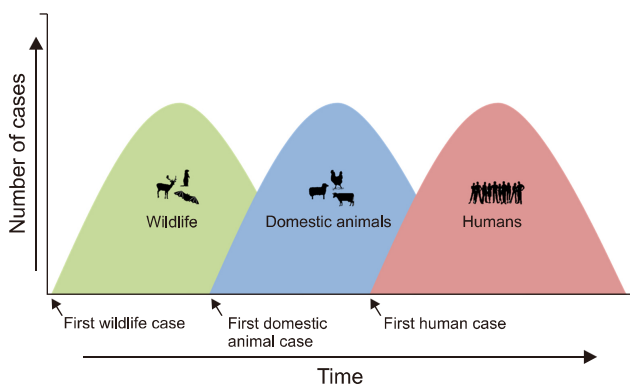 Number of cases
Wildlife
Domestic animals
Humans
First wildlife case
First domestic
animal case
First human case
Time